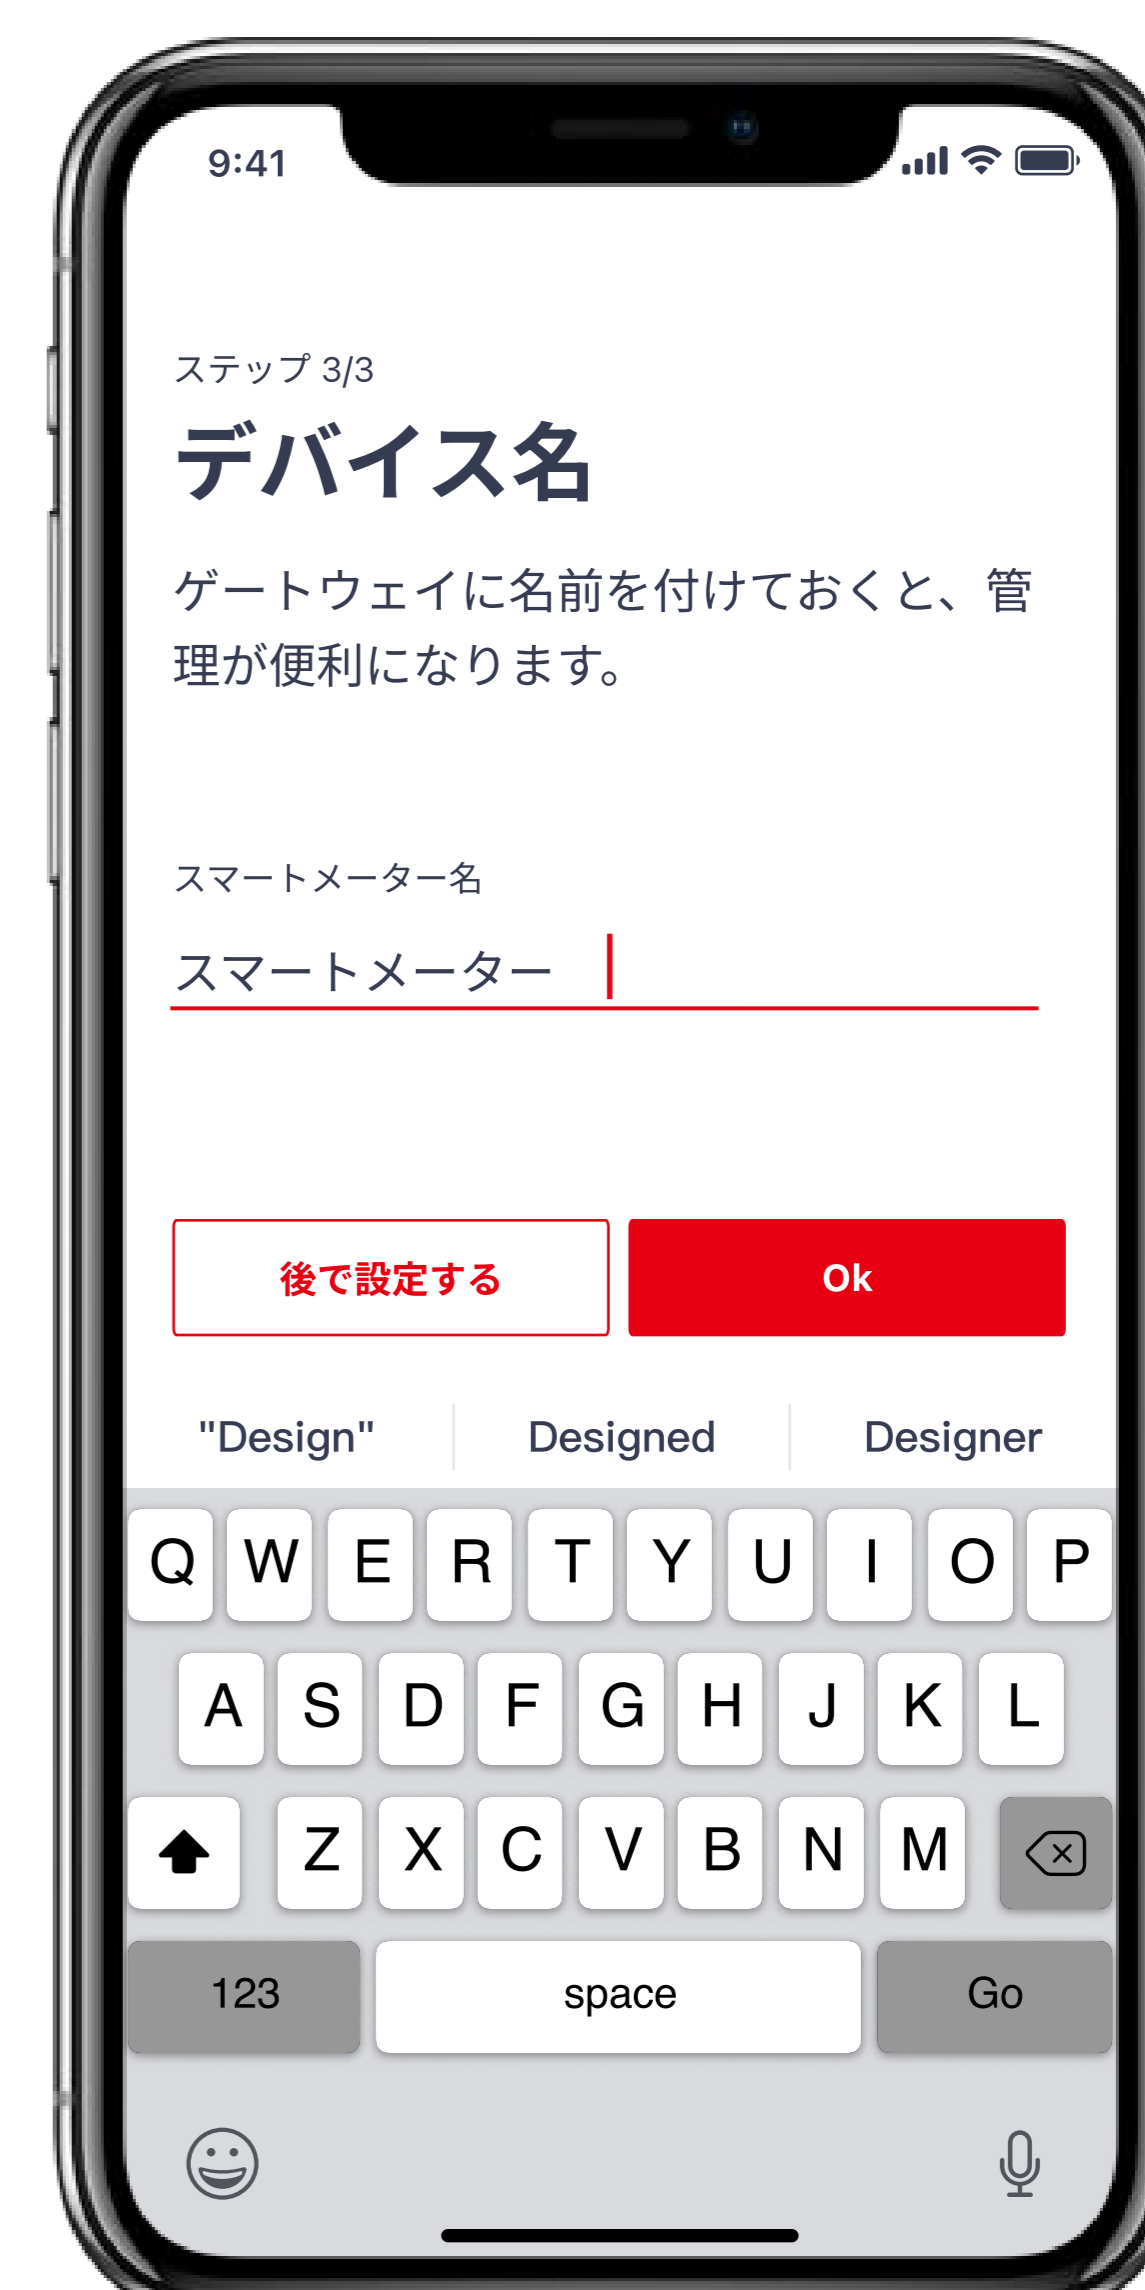 9:41
ステップ 3/3
デバイス名
ゲートウェイに名前を付けておくと、管
理が便利になります。
スマートメーター名
スマートメーター
後で設定する Ok
"Design" Designed Designer
Q W E R T Y U I O P
A S D F G H J K L
Z X C V B N M
123 space Go